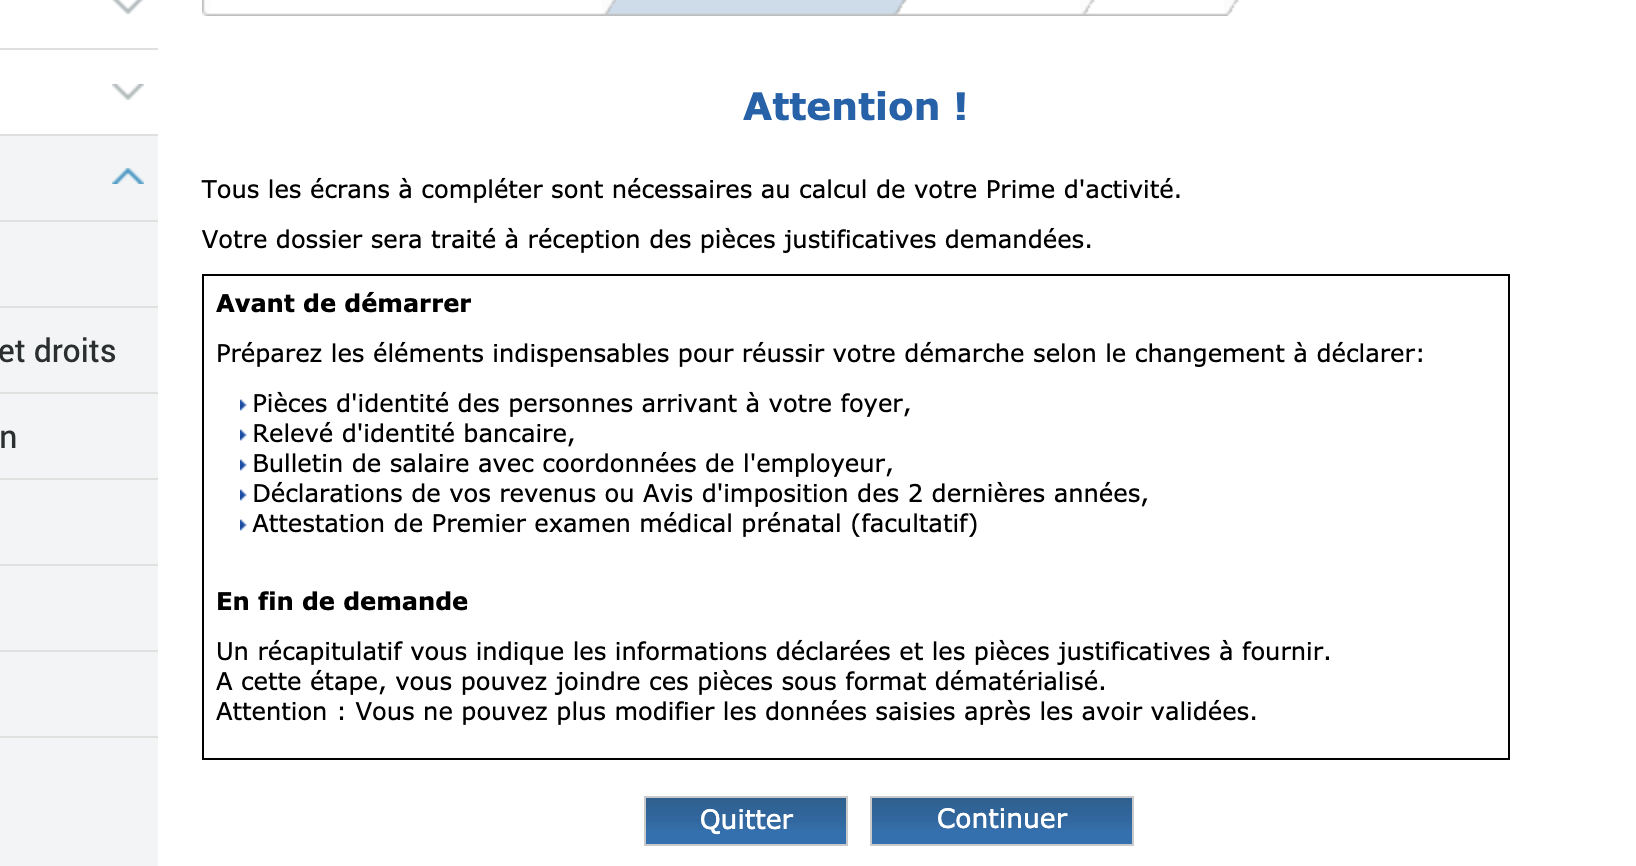 Attention !
Tous les écrans à compléter sont nécessaires au calcul de votre Prime d'activité.
Votre dossier sera traité à réception des pièces justificatives demandées.
Avant de démarrer
Préparez les éléments indispensables pour réussir votre démarche selon le changement à déclarer:
Pièces d'identité des personnes arrivant à votre foyer,
Relevé d'identité bancaire,
Bulletin de salaire avec coordonnées de l'employeur,
Déclarations de vos revenus ou Avis d'imposition des 2 dernières années,
Attestation de Premier examen médical prénatal (facultatif)
En fin de demande
Un récapitulatif vous indique les informations déclarées et les pièces justificatives à fournir.
A cette étape, vous pouvez joindre ces pièces sous format dématérialisé.
Attention : Vous ne pouvez plus modifier les données saisies après les avoir validées.
Quitter
Continuer
et droits
n